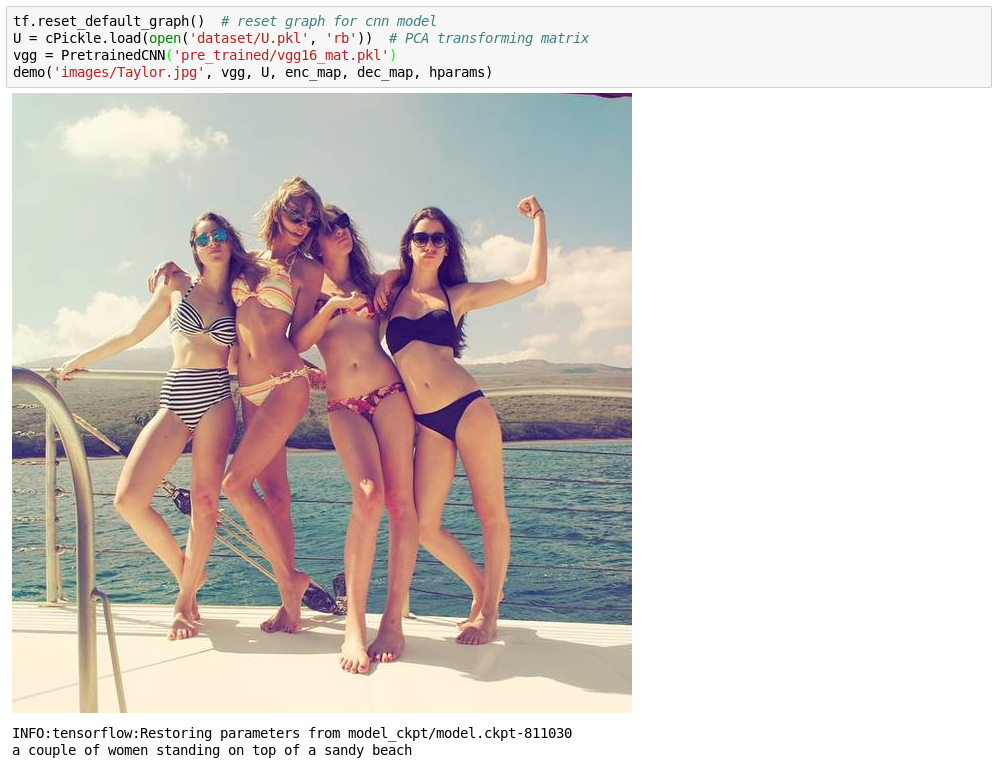 tf.reset_default_graph()  # reset graph for cnn model
U = cPickle.load(open('dataset/U.pkl', 'rb'))  # PCA transforming matrix
vgg = PretrainedCNN('pre_trained/vgg16_mat.pkl')
demo('images/Taylor.jpg', vgg, U, enc_map, dec_map, hparams)
INFO:tensorflow:Restoring parameters from model_ckpt/model.ckpt-811030
a couple of women standing on top of a sandy beach